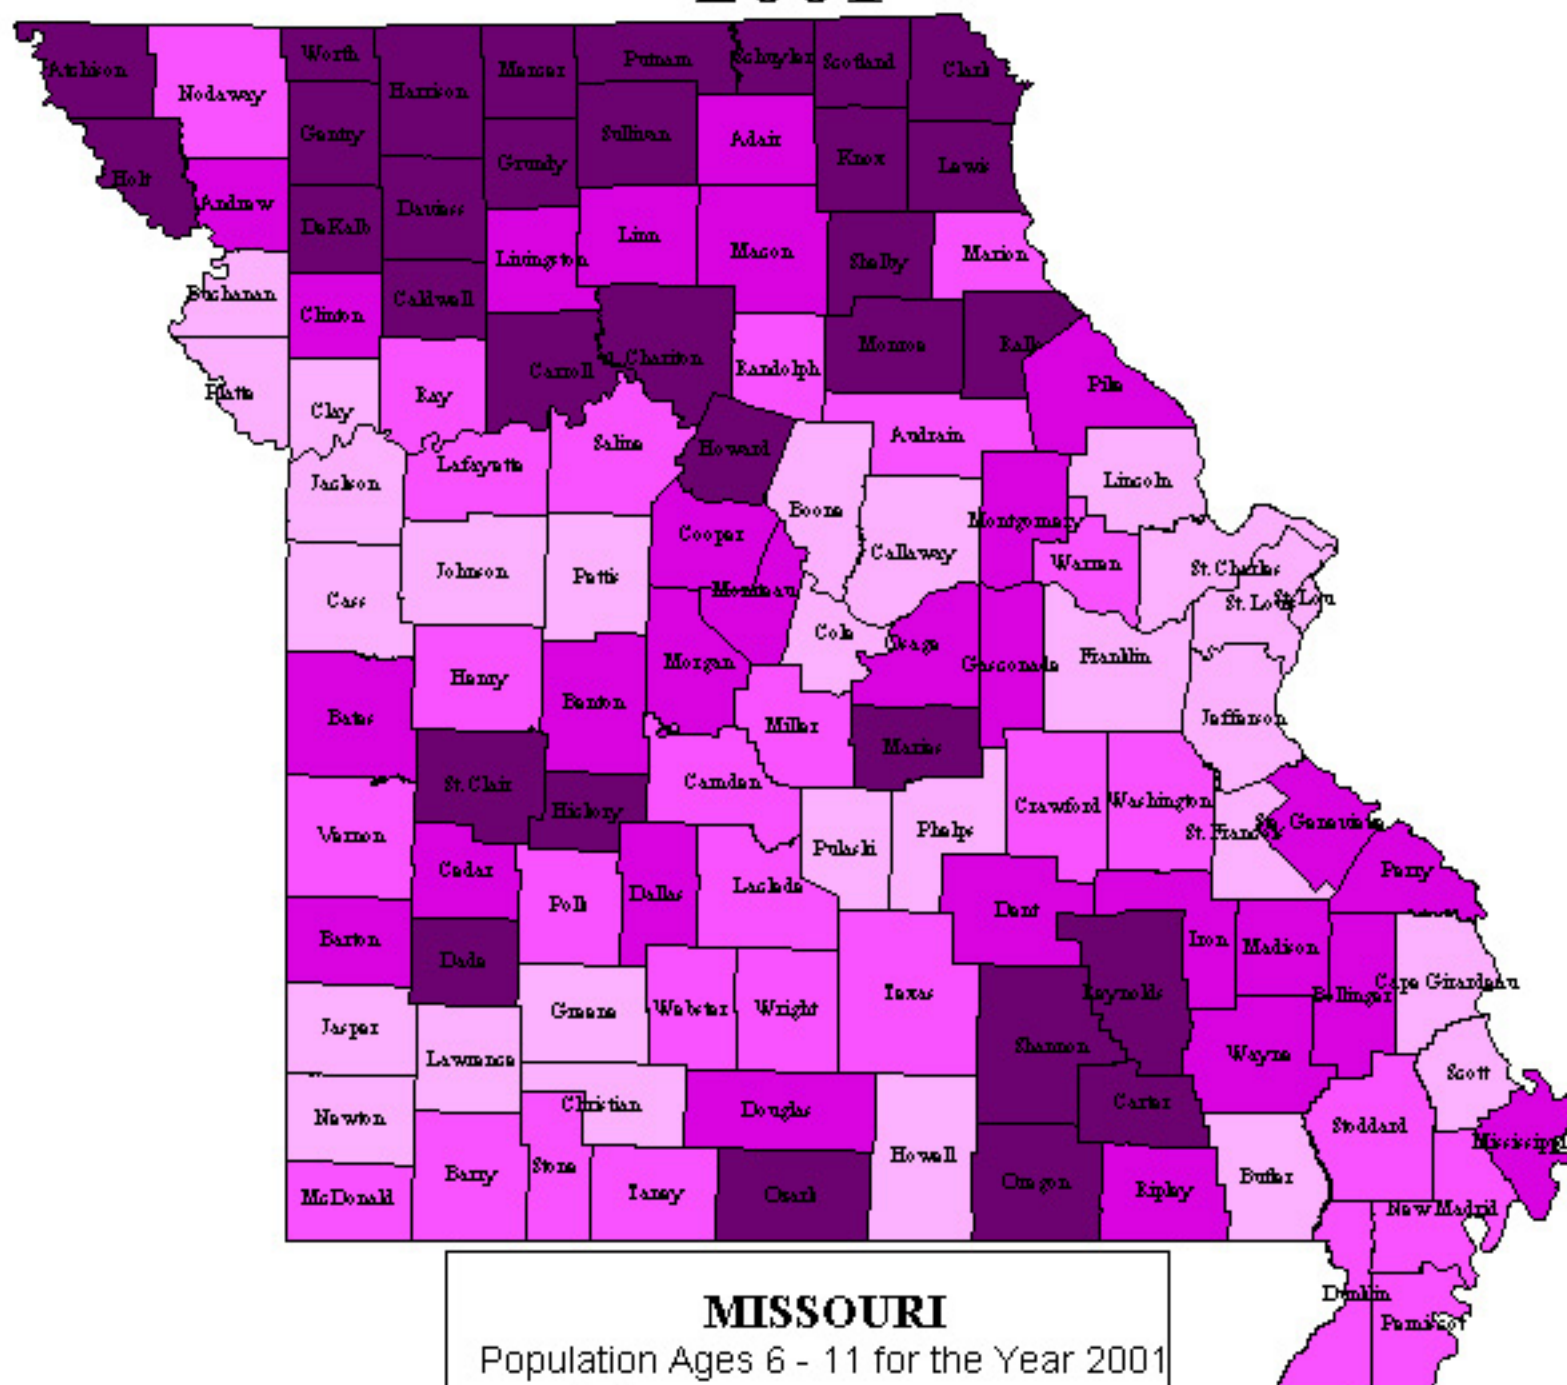 Worth
Putnam
Schuyler
Scotland
Clark
Atchison
Mercer
Harrison
Nodaway
Gentry
Sullivan
Adair
Knox
Lewis
Grundy
Holt
Andrew
DeKalb
Daviess
Linn
Macon
Livingston
Shelby
Marion
Buchanan
Caldwell
Clinton
Monroe
Ralls
Carroll
Chariton
Randolph
Pike
Platte
Ray
Clay
Audrain
Saline
Howard
Lafayette
Lincoln
Jackson
Boone
Montgomery
Cooper
Callaway
Warren
St. Charles
Johnson
Pettis
Moniteau
Cass
St. Louis
St. Lou
Cole
Osage
Gasconade
Franklin
Morgan
Henry
Benton
Bates
Miller
Jefferson
Maries
St. Clair
Camden
Hickory
Crawford
Washington
Vernon
Phelps
St. Francois
Ste. Genevieve
Pulaski
Cedar
Laclede
Dallas
Perry
Polk
Dent
Barton
Iron
Madison
Dade
Cape Girardeau
Texas
Reynolds
Bollinger
Greene
Webster
Wright
Jasper
Shannon
Wayne
Lawrence
Scott
Christian
Douglas
Carter
Newton
Stoddard
Mississippi
Howell
Stone
Barry
Butler
McDonald
Taney
Ozark
Oregon
Ripley
New Madrid
Dunklin
Pemiscot
MISSOURI
Population Ages 6 - 11 for the Year 2001